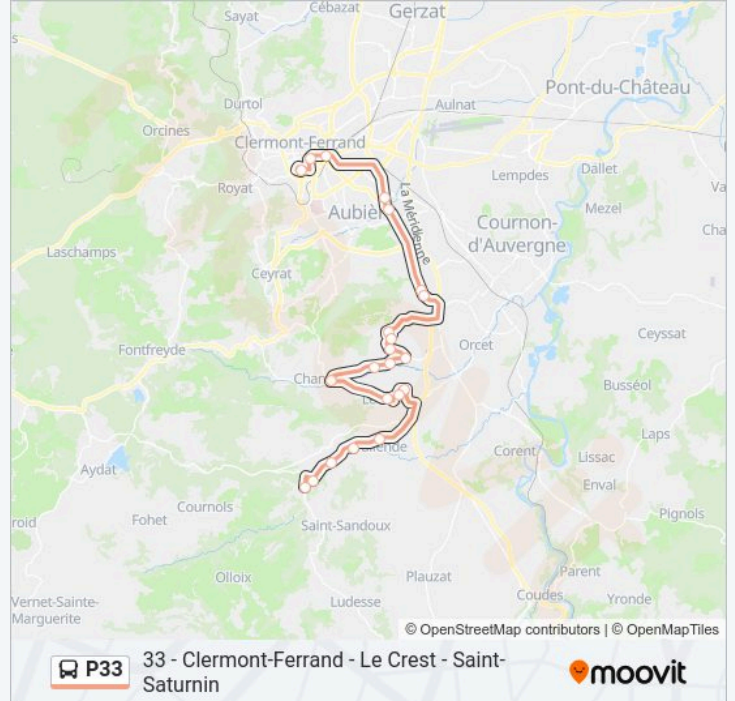 Cébazat
Gerzat
Sayat
Pont-du-Château
Durtol
Aulnat
Orcines
Clermont-Ferrand
Dallet
Lempdes
Royat
Mezel
Aubièr
La Méridienne
Cournon-
d'Auvergne
Laschamps
Ceyrat
Ceyssat
Orcet
Fontfreyde
Chan
Busséol
Laps
Corent
Lissac
Aydat
Enval
Cournols
Pignols
Fohet
Saint-Sandoux
Parent
Olloix
Plauzat
Coudes
Yronde
Vernet-Sainte-
Marguerite
Ludesse
© OpenStreetMap contributors | © OpenMapTiles
P33
33 - Clermont-Ferrand - Le Crest - Saint-
Saturnin
moovit